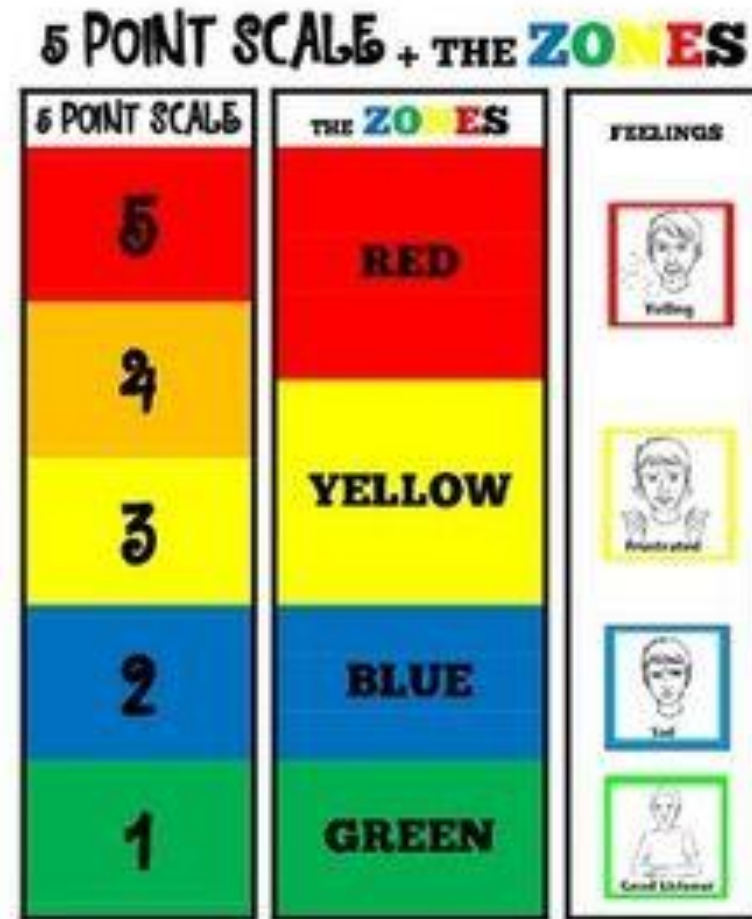 5 POINT SCALE + THE ZONES
5 POINT SCALE
5
4
3
2
1
THE ZONES
RED
YELLOW
BLUE
GREEN
FEELINGS
Yelling
Frustrated
Sad
Good Listener